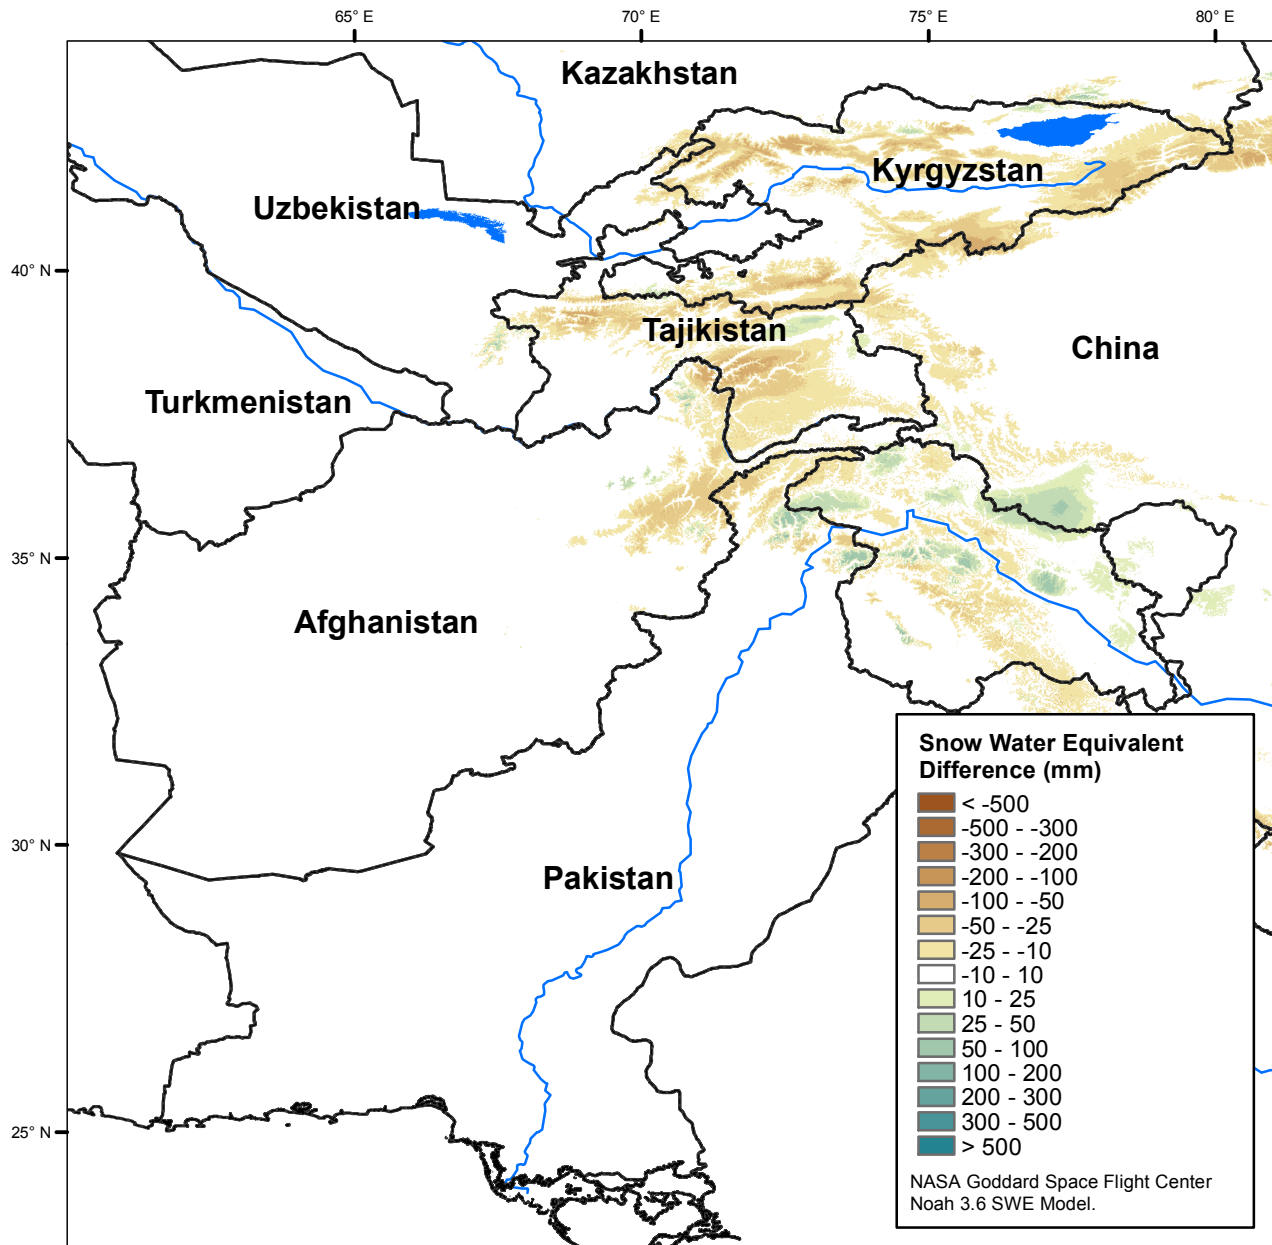 65° E
70° E
75° E
80° E
Kazakhstan
Kyrgyzstan
Uzbekistan
40° N
Tajikistan
China
Turkmenistan
35° N
Afghanistan
Snow Water Equivalent
Difference (mm)
< -500
-500 - -300
-300 - -200
-200 - -100
-100 - -50
-50 - -25
-25 - -10
-10 - 10
10 - 25
25 - 50
50 - 100
100 - 200
200 - 300
300 - 500
> 500
NASA Goddard Space Flight Center
Noah 3.6 SWE Model.
30° N
Pakistan
25° N